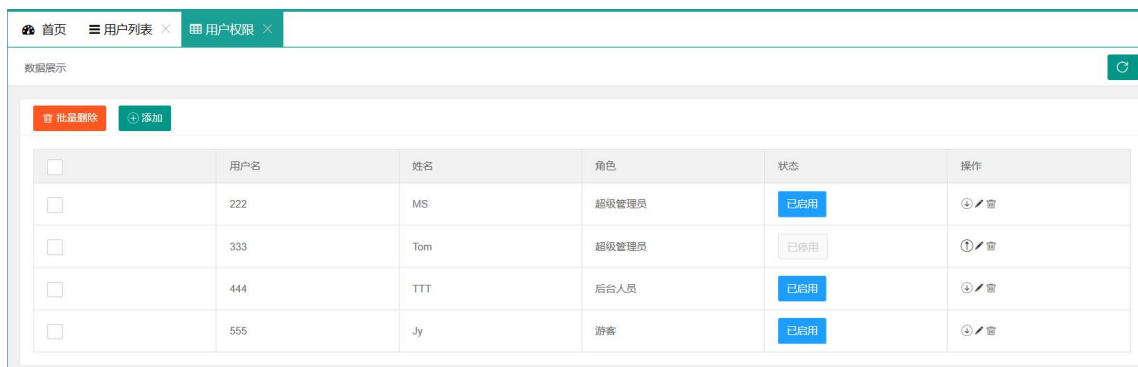 首页 用户列表 用户权限
数据展示
批量删除 添加
用户名 姓名 角色 状态 操作
222 MS 超级管理员 已启用
333 Tom 超级管理员 已停用
444 TTT 后台人员 已启用
555 Jy 游客 已启用